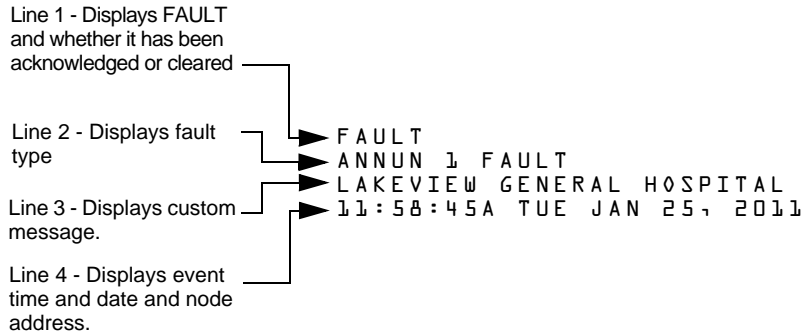 Line 1 - Displays FAULT
and whether it has been
acknowledged or cleared
Line 2 - Displays fault
type
Line 3 - Displays custom
message.
Line 4 - Displays event
time and date and node
address.
FAULT
ANNUN 1 FAULT
LAKEVIEW GENERAL HOSPITAL
11:58:45A TUE JAN 25, 2011